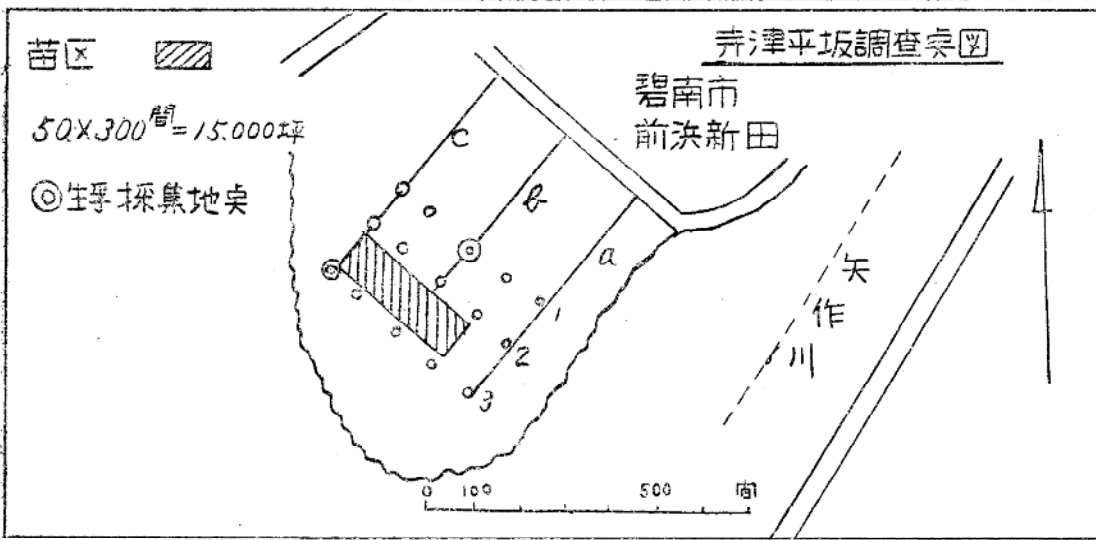 寺津平坂調査点図
苗区
碧南市
前浜新田
50×300間=15.000坪
◎生孚採集地点
c
b
a
1
2
3
矢作川
0 100 500 間